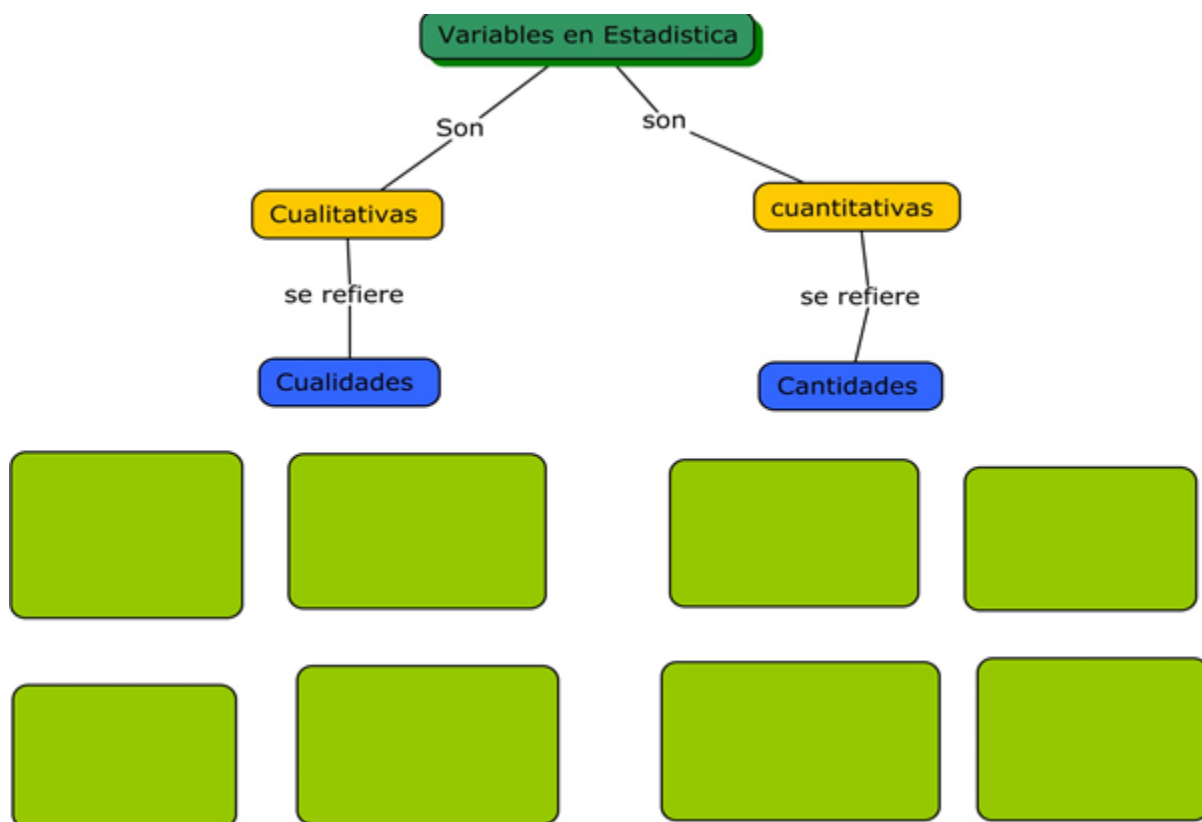 Variables en Estadistica
Son
son
Cualitativas
cuantitativas
se refiere
se refiere
Cualidades
Cantidades